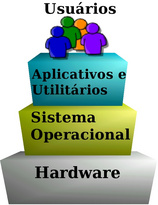 Usuários
Aplicativos e
Utilitários
Sistema
Operacional
Hardware